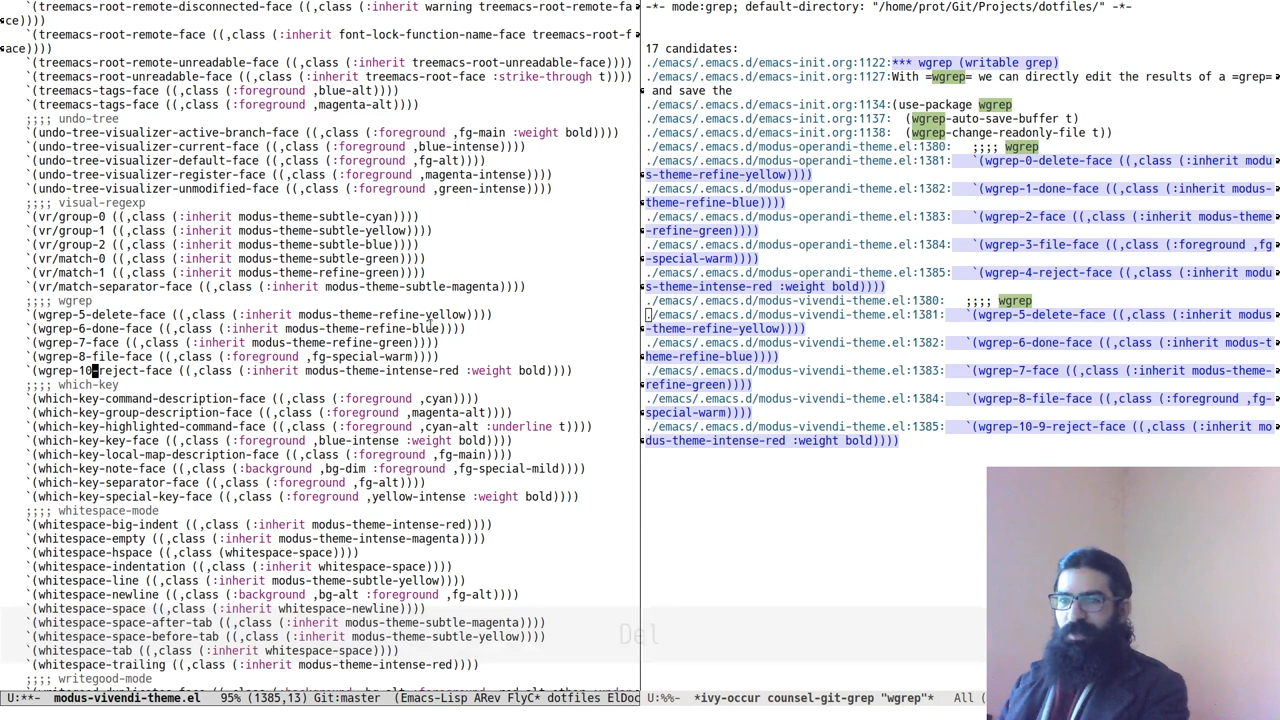 `(treemacs-root-remote-disconnected-face ((,class (:inherit warning treemacs-root-remote-fa
ce))))
`(treemacs-root-remote-face ((,class (:inherit font-lock-function-name-face treemacs-root-f
ace))))
`(treemacs-root-remote-unreadable-face ((,class (:inherit treemacs-root-unreadable-face))))
`(treemacs-root-unreadable-face ((,class (:inherit treemacs-root-face :strike-through t))))
`(treemacs-tags-face ((,class (:foreground ,blue-alt))))
`(treemacs-tags-face ((,class (:foreground ,magenta-alt))))
;;;; undo-tree
`(undo-tree-visualizer-active-branch-face ((,class (:foreground ,fg-main :weight bold))))
`(undo-tree-visualizer-current-face ((,class (:foreground ,blue-intense))))
`(undo-tree-visualizer-default-face ((,class (:foreground ,fg-alt))))
`(undo-tree-visualizer-register-face ((,class (:foreground ,magenta-intense))))
`(undo-tree-visualizer-unmodified-face ((,class (:foreground ,green-intense))))
;;;; visual-regexp
`(vr/group-0 ((,class (:inherit modus-theme-subtle-cyan))))
`(vr/group-1 ((,class (:inherit modus-theme-subtle-yellow))))
`(vr/group-2 ((,class (:inherit modus-theme-subtle-blue))))
`(vr/match-0 ((,class (:inherit modus-theme-subtle-green))))
`(vr/match-1 ((,class (:inherit modus-theme-refine-green))))
`(vr/match-separator-face ((,class (:inherit modus-theme-subtle-magenta))))
;;;; wgrep
`(wgrep-5-delete-face ((,class (:inherit modus-theme-refine-yellow))))
`(wgrep-6-done-face ((,class (:inherit modus-theme-refine-blue))))
`(wgrep-7-face ((,class (:inherit modus-theme-refine-green))))
`(wgrep-8-file-face ((,class (:foreground ,fg-special-warm))))
`(wgrep-10-reject-face ((,class (:inherit modus-theme-intense-red :weight bold))))
;;;; which-key
`(which-key-command-description-face ((,class (:foreground ,cyan))))
`(which-key-group-description-face ((,class (:foreground ,magenta-alt))))
`(which-key-highlighted-command-face ((,class (:foreground ,cyan-alt :underline t))))
`(which-key-key-face ((,class (:foreground ,blue-intense :weight bold))))
`(which-key-local-map-description-face ((,class (:foreground ,fg-main))))
`(which-key-note-face ((,class (:background ,bg-dim :foreground ,fg-special-mild))))
`(which-key-separator-face ((,class (:foreground ,fg-alt))))
`(which-key-special-key-face ((,class (:foreground ,yellow-intense :weight bold))))
;;;; whitespace-mode
`(whitespace-big-indent ((,class (:inherit modus-theme-intense-red))))
`(whitespace-empty ((,class (:inherit modus-theme-intense-magenta))))
`(whitespace-hspace ((,class (whitespace-space))))
`(whitespace-indentation ((,class (:inherit whitespace-space))))
`(whitespace-line ((,class (:inherit modus-theme-subtle-yellow))))
`(whitespace-newline ((,class (:background ,bg-alt :foreground ,fg-alt))))
`(whitespace-space ((,class (:inherit whitespace-newline))))
`(whitespace-space-after-tab ((,class (:inherit modus-theme-subtle-magenta))))
`(whitespace-space-before-tab ((,class (:inherit modus-theme-subtle-yellow))))
`(whitespace-tab ((,class (:inherit whitespace-space))))
`(whitespace-trailing ((,class (:inherit modus-theme-intense-red))))
;;;; writegood-mode
U:**- modus-vivendi-theme.el 95% (1385,13) Git:master (Emacs-Lisp ARev FlyC* dotfiles ElDoc
-*- mode:grep; default-directory: "/home/prot/Git/Projects/dotfiles/" -*-
17 candidates:
./emacs/.emacs.d/emacs-init.org:1122:*** wgrep (writable grep)
./emacs/.emacs.d/emacs-init.org:1127:With =wgrep= we can directly edit the results of a =grep=
and save the
./emacs/.emacs.d/emacs-init.org:1134:(use-package wgrep
./emacs/.emacs.d/emacs-init.org:1137: (wgrep-auto-save-buffer t)
./emacs/.emacs.d/emacs-init.org:1138: (wgrep-change-readonly-file t))
./emacs/.emacs.d/modus-operandi-theme.el:1380: ;;;; wgrep
./emacs/.emacs.d/modus-operandi-theme.el:1381: `(wgrep-0-delete-face ((,class (:inherit modu
s-theme-refine-yellow))))
./emacs/.emacs.d/modus-operandi-theme.el:1382: `(wgrep-1-done-face ((,class (:inherit modus-
theme-refine-blue))))
./emacs/.emacs.d/modus-operandi-theme.el:1383: `(wgrep-2-face ((,class (:inherit modus-theme
-refine-green))))
./emacs/.emacs.d/modus-operandi-theme.el:1384: `(wgrep-3-file-face ((,class (:foreground ,fg
-special-warm))))
./emacs/.emacs.d/modus-operandi-theme.el:1385: `(wgrep-4-reject-face ((,class (:inherit modu
s-theme-intense-red :weight bold))))
./emacs/.emacs.d/modus-vivendi-theme.el:1380: ;;;; wgrep
./emacs/.emacs.d/modus-vivendi-theme.el:1381: `(wgrep-5-delete-face ((,class (:inherit modus
-theme-refine-yellow))))
./emacs/.emacs.d/modus-vivendi-theme.el:1382: `(wgrep-6-done-face ((,class (:inherit modus-t
heme-refine-blue))))
./emacs/.emacs.d/modus-vivendi-theme.el:1383: `(wgrep-7-face ((,class (:inherit modus-theme-
refine-green))))
./emacs/.emacs.d/modus-vivendi-theme.el:1384: `(wgrep-8-file-face ((,class (:foreground ,fg-
special-warm))))
./emacs/.emacs.d/modus-vivendi-theme.el:1385: `(wgrep-10-9-reject-face ((,class (:inherit mo
dus-theme-intense-red :weight bold))))
Del
U:%%- *ivy-occur counsel-git-grep "wgrep"* All (